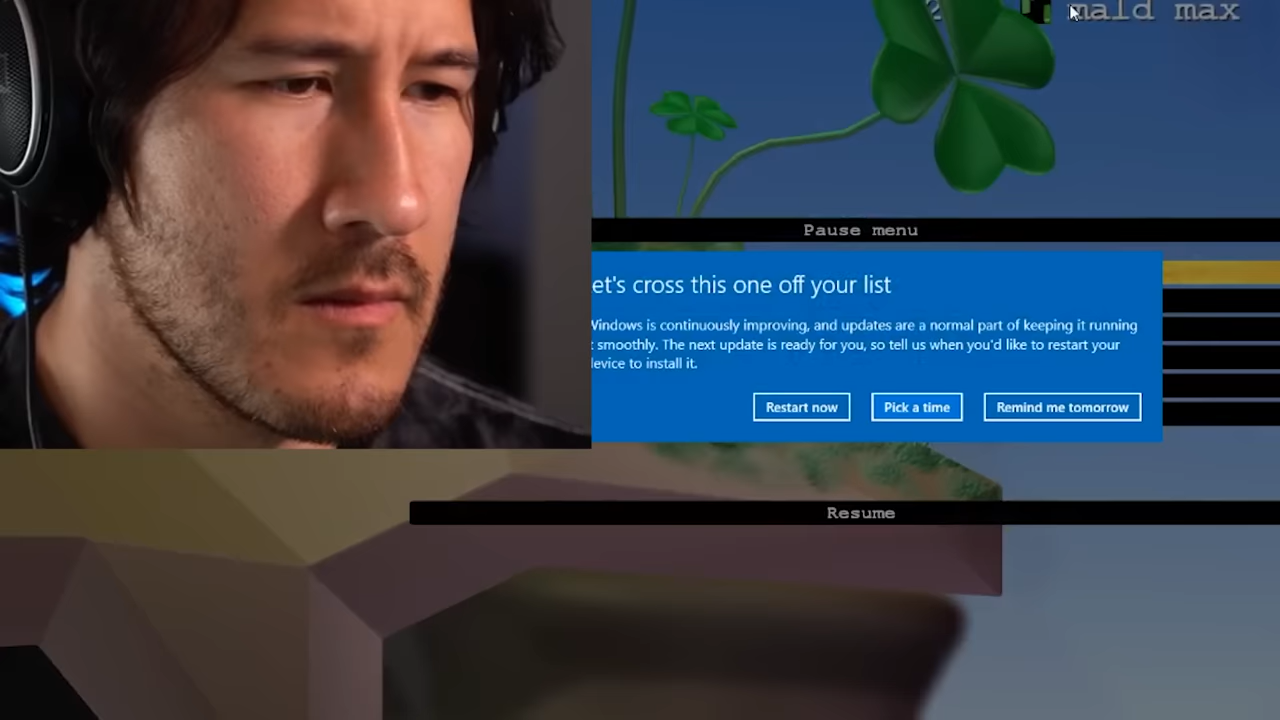 mald max
Pause menu
et's cross this one off your list
Windows is continuously improving, and updates are a normal part of keeping it running
smoothly. The next update is ready for you, so tell us when you'd like to restart your
evice to install it.
Restart now
Pick a time
Remind me tomorrow
Resume